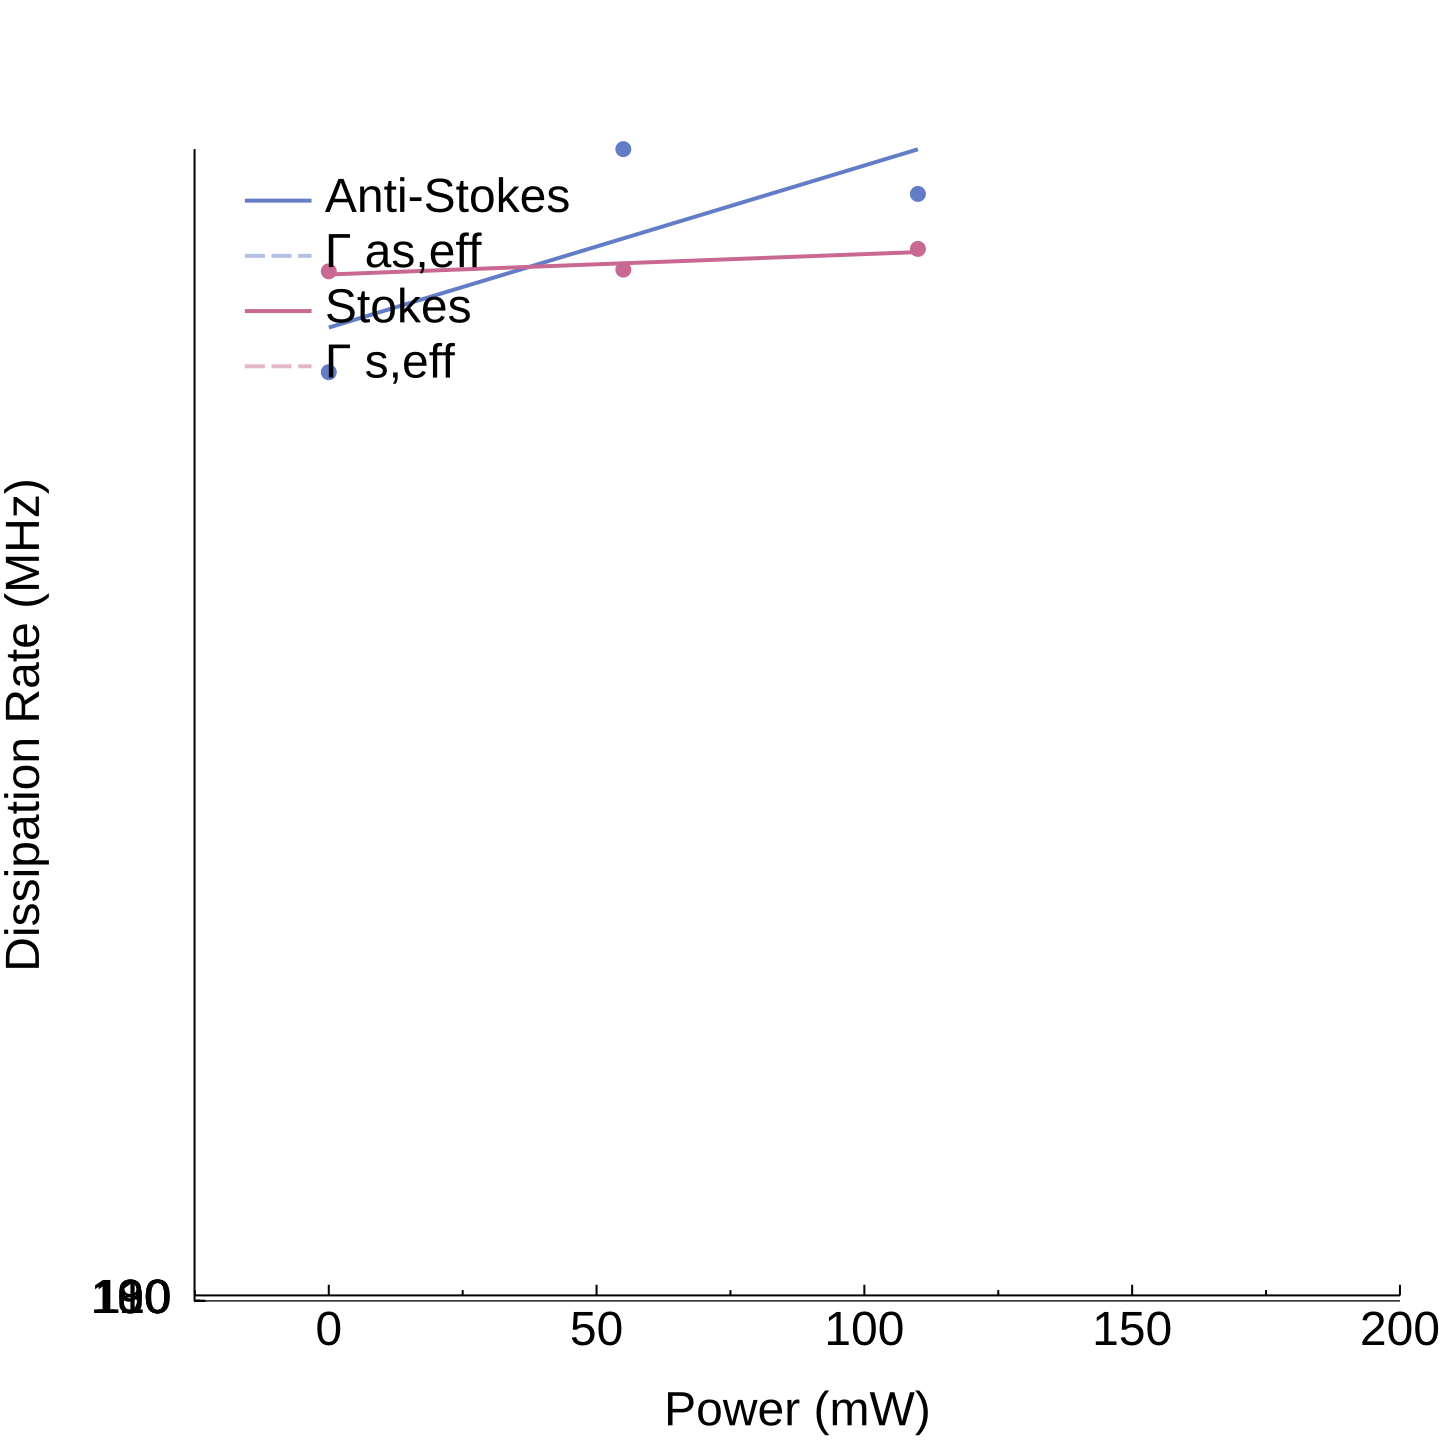 Anti-Stokes
Γ as,eff
Stokes
Γ s,eff
Dissipation Rate (MHz)
0 50 100 150 200
Power (mW)